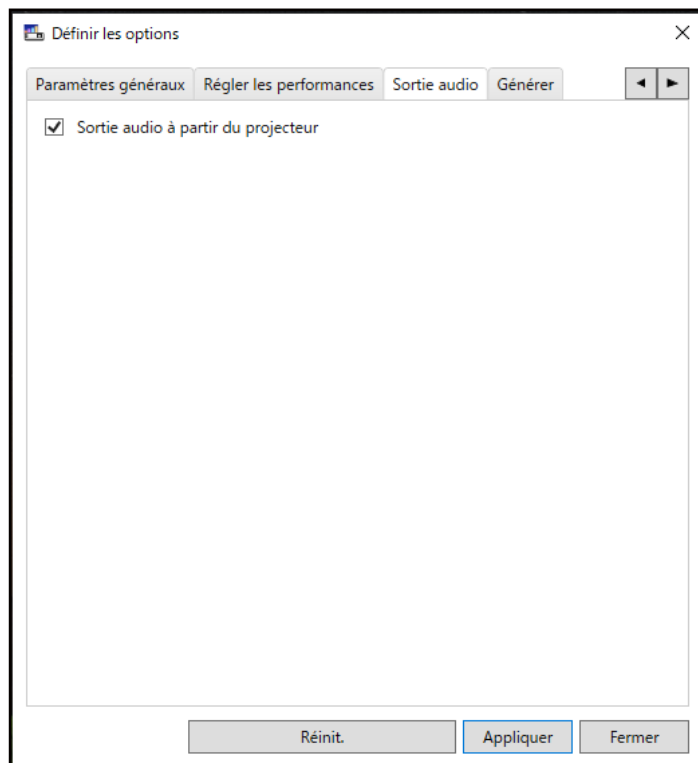 Définir les options
Paramètres généraux Régler les performances Sortie audio Générer
Sortie audio à partir du projecteur
Réinit. Appliquer Fermer